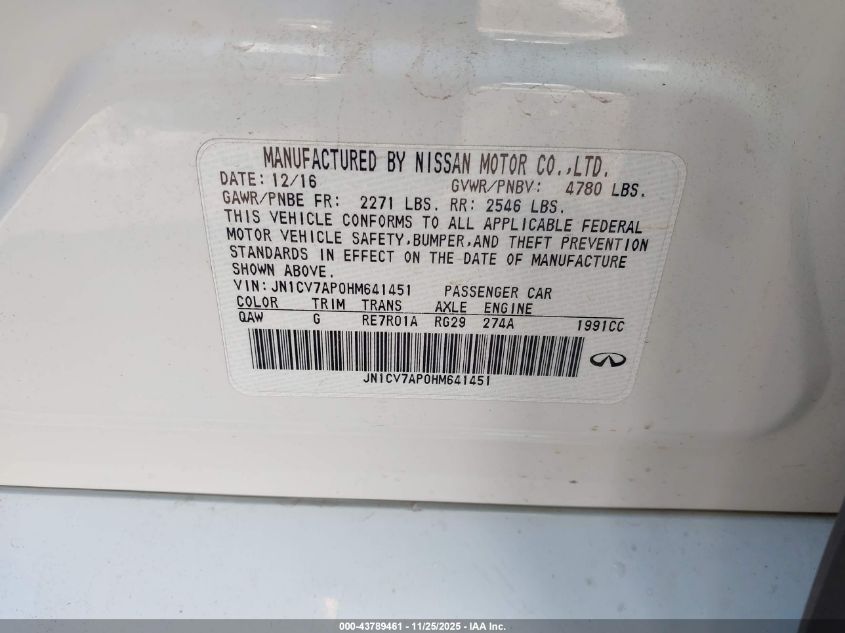 MANUFACTURED BY NISSAN MOTOR CO.,LTD.
DATE: 12/16 GVWR/PNBV: 4780 LBS.
GAWR/PNBE FR: 2271 LBS. RR: 2546 LBS.
THIS VEHICLE CONFORMS TO ALL APPLICABLE FEDERAL
MOTOR VEHICLE SAFETY,BUMPER,AND THEFT PREVENTION
STANDARDS IN EFFECT ON THE DATE OF MANUFACTURE
SHOWN ABOVE.
VIN: JN1CV7AP0HM641451 PASSENGER CAR
COLOR TRIM TRANS AXLE ENGINE
QAW G RE7R01A RG29 274A 1991CC
JN1CV7AP0HM641451
000-43789461 - 11/25/2025 - IAA Inc.